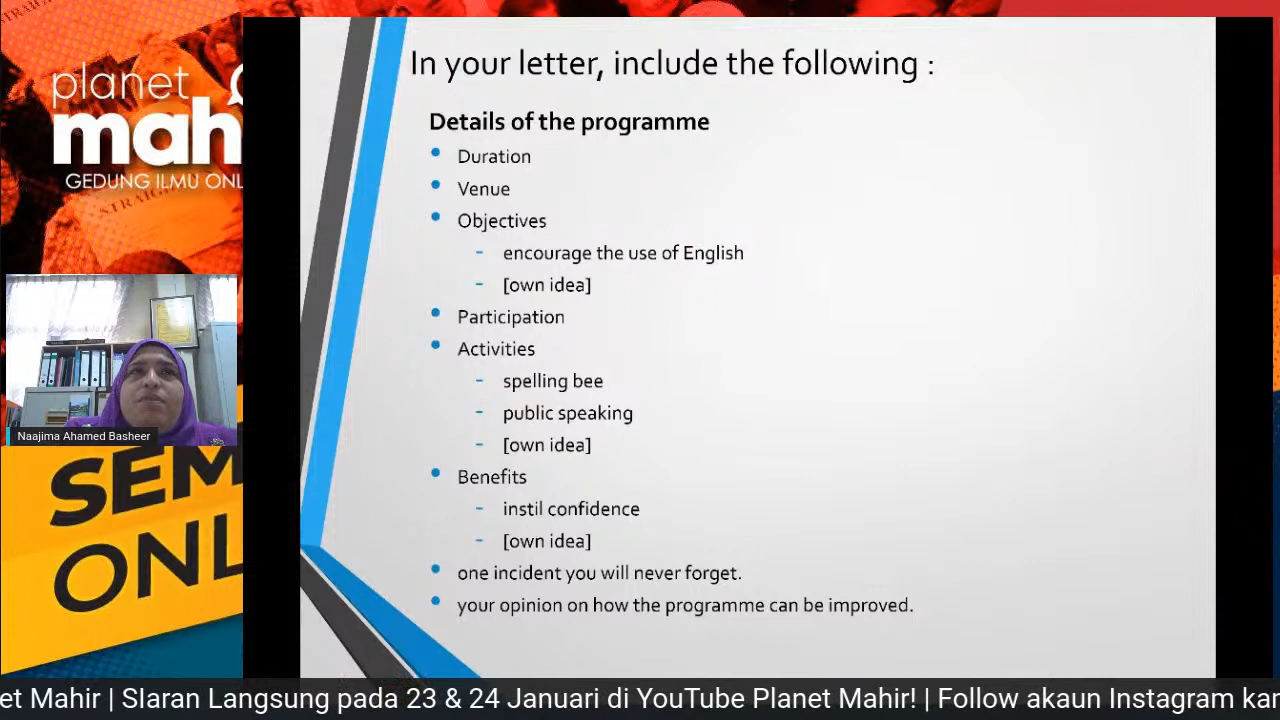 planet
mah
GEDUNG ILMU ONL
In your letter, include the following :
Details of the programme
Duration
Venue
Objectives
- encourage the use of English
- [own idea]
Participation
Activities
- spelling bee
- public speaking
- [own idea]
Benefits
- instil confidence
- [own idea]
one incident you will never forget.
your opinion on how the programme can be improved.
Naajima Ahamed Basheer
SEM
ONL
et Mahir | SIaran Langsung pada 23 & 24 Januari di YouTube Planet Mahir! | Follow akaun Instagram kar